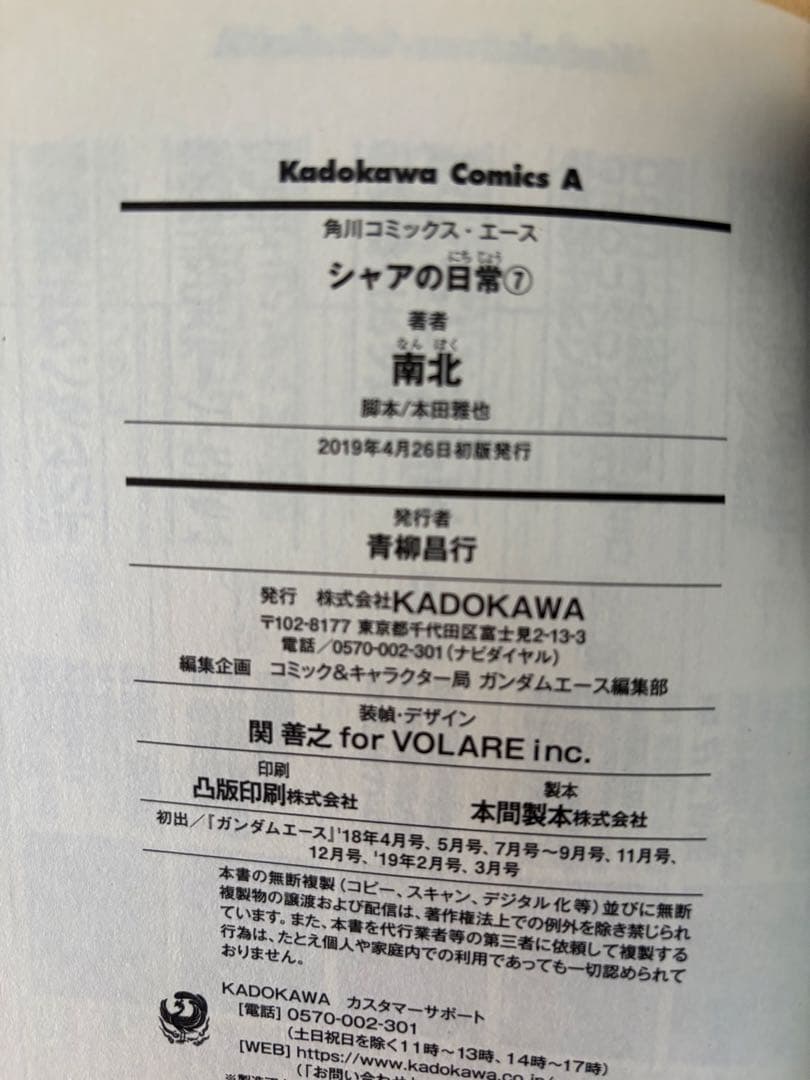 Kadokawa Comics A
角川コミックス・エース
にちじょう
シャアの日常⑦
著者
なん ぼく
南北
脚本/本田雅也
2019年4月26日初版発行
発行者
青柳昌行
発行 株式会社KADOKAWA
〒102-8177 東京都千代田区富士見2-13-3
電話/0570-002-301(ナビダイヤル)
編集企画 コミック&キャラクター局 ガンダムエース編集部
装幀・デザイン
関 善之 for VOLARE inc.
印刷
凸版印刷株式会社
製本
本間製本株式会社
初出/『ガンダムエース』'18年4月号、5月号、7月号〜9月号、11月号、
12月号、'19年2月号、3月号
本書の無断複製(コピー、スキャン、デジタル化等)並びに無断
複製物の譲渡および配信は、著作権法上での例外を除き禁じられ
ています。また、本書を代行業者等の第三者に依頼して複製する
行為は、たとえ個人や家庭内での利用であっても一切認められて
おりません。
KADOKAWA カスタマーサポート
[電話] 0570-002-301
(土日祝日を除く11時〜13時、14時〜17時)
[WEB] https://www.kadokawa.co.jp/
(「お問い合わせ